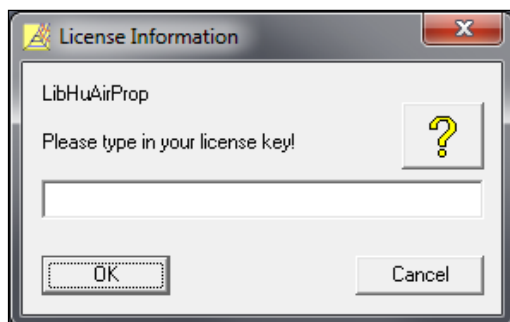 License Information
LibHuAirProp
Please type in your license key!
?
OK
Cancel